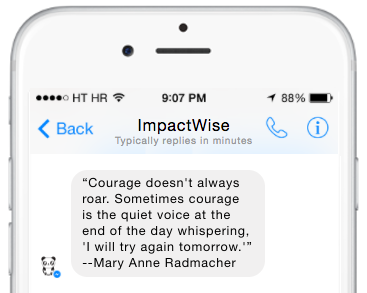 HT HR 9:07 PM 88%
Back ImpactWise
Typically replies in minutes
“Courage doesn't always
roar. Sometimes courage
is the quiet voice at the
end of the day whispering,
'I will try again tomorrow.'”
--Mary Anne Radmacher